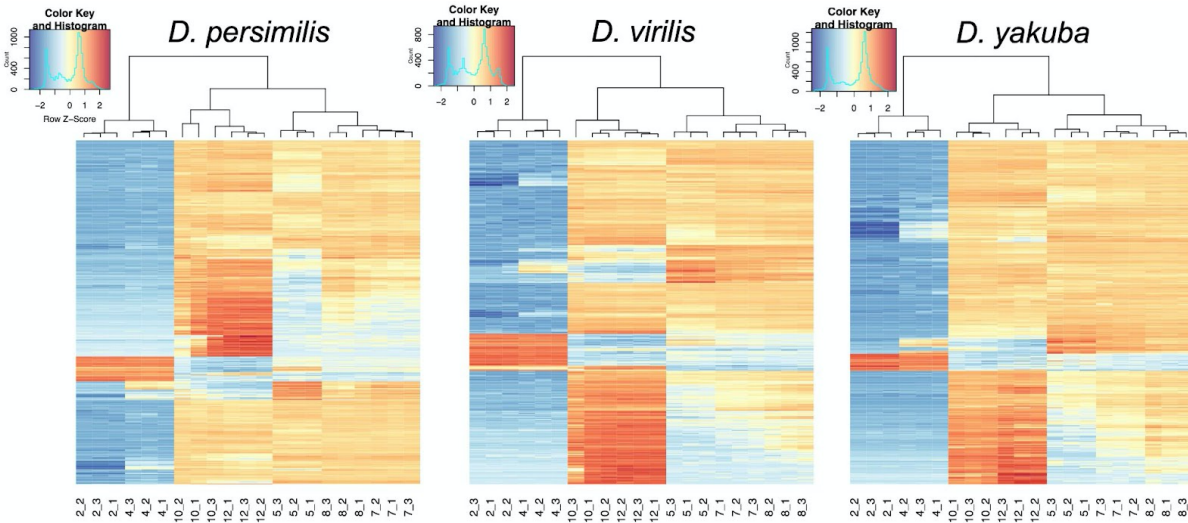 Color Key
and Histogram
Count
0 400 1000
-2 0 1 2
Row Z-Score
D. persimilis
2_2 2_3 2_1 4_3 4_2 4_1 10_2 10_1 10_3 12_1 12_3 12_2 5_3 5_2 5_1 8_3 8_2 8_1 7_1 7_2 7_3
Color Key
and Histogram
Count
0 400 800
-2 0 1 2
D. virilis
2_3 2_2 2_1 4_1 4_2 4_3 10_3 10_1 10_2 12_1 12_3 12_2 5_3 5_2 5_1 7_1 7_3 7_2 8_2 8_1 8_3
Color Key
and Histogram
Count
0 400 1000
-2 0 1 2
D. yakuba
2_2 2_3 2_1 4_2 4_3 4_1 10_1 10_2 10_3 12_3 12_1 12_2 5_3 5_2 5_1 7_1 7_3 7_2 8_2 8_1 8_3